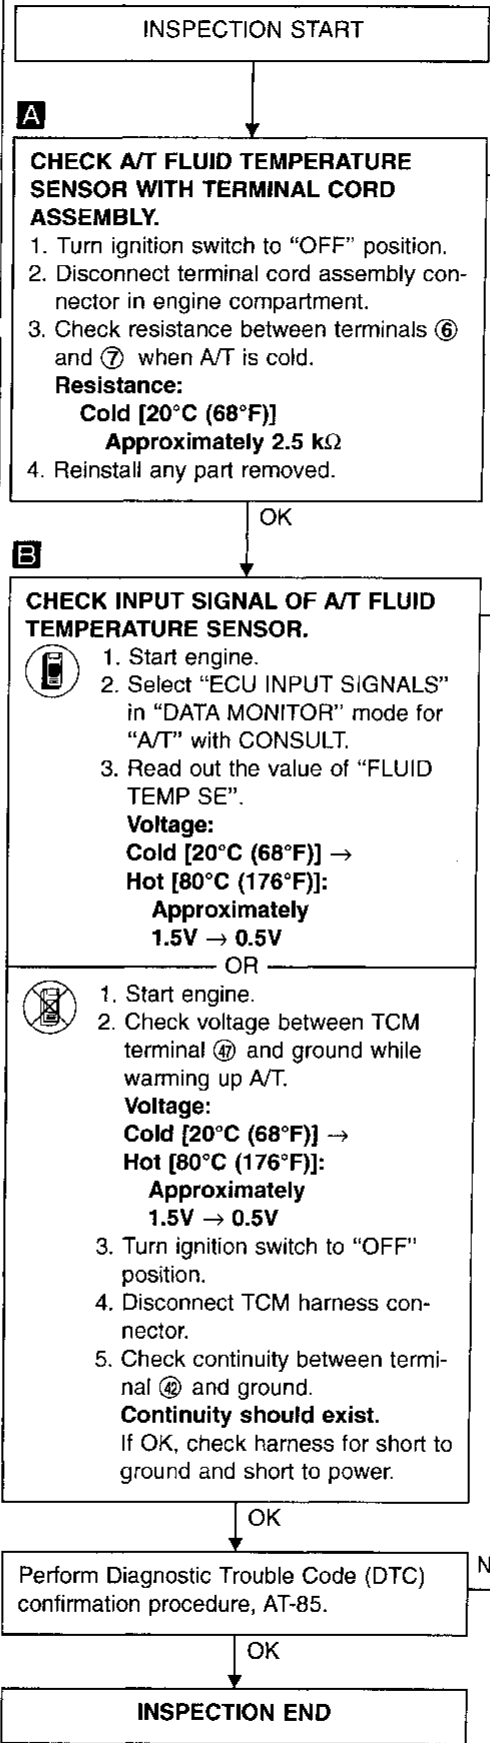 INSPECTION START
A
CHECK A/T FLUID TEMPERATURE
SENSOR WITH TERMINAL CORD
ASSEMBLY.
1. Turn ignition switch to “OFF” position.
2. Disconnect terminal cord assembly con-
nector in engine compartment.
3. Check resistance between terminals ⑥
and ⑦ when A/T is cold.
Resistance:
Cold [20°C (68°F)]
Approximately 2.5 kΩ
4. Reinstall any part removed.
OK
B
CHECK INPUT SIGNAL OF A/T FLUID
TEMPERATURE SENSOR.
1. Start engine.
2. Select “ECU INPUT SIGNALS”
in “DATA MONITOR” mode for
“A/T” with CONSULT.
3. Read out the value of “FLUID
TEMP SE”.
Voltage:
Cold [20°C (68°F)] →
Hot [80°C (176°F)]:
Approximately
1.5V → 0.5V
OR
1. Start engine.
2. Check voltage between TCM
terminal ㊼ and ground while
warming up A/T.
Voltage:
Cold [20°C (68°F)] →
Hot [80°C (176°F)]:
Approximately
1.5V → 0.5V
3. Turn ignition switch to “OFF”
position.
4. Disconnect TCM harness con-
nector.
5. Check continuity between termi-
nal ㊷ and ground.
Continuity should exist.
If OK, check harness for short to
ground and short to power.
OK
Perform Diagnostic Trouble Code (DTC)
confirmation procedure, AT-85.
N
OK
INSPECTION END